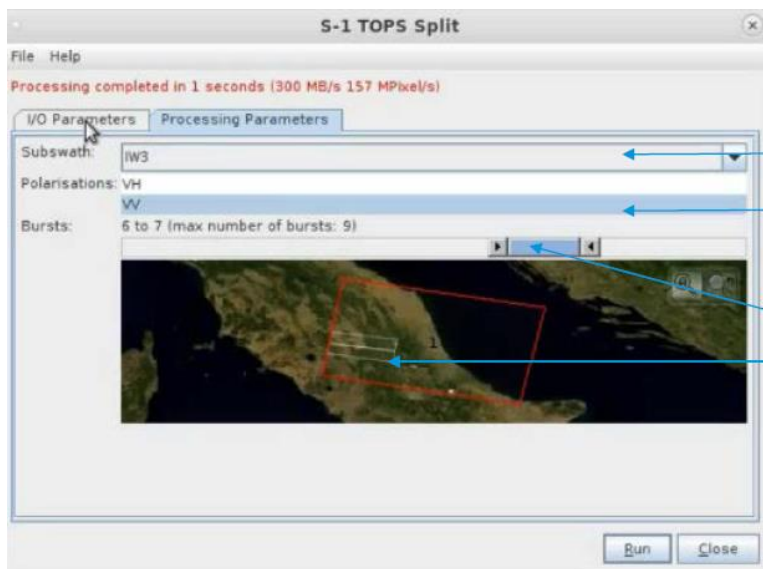 S-1 TOPS Split
File Help
Processing completed in 1 seconds (300 MB/s 157 MPixel/s)
I/O Parameters Processing Parameters
Subswath: IW3
Polarisations: VH
VV
Bursts: 6 to 7 (max number of bursts: 9)
1
Run Close